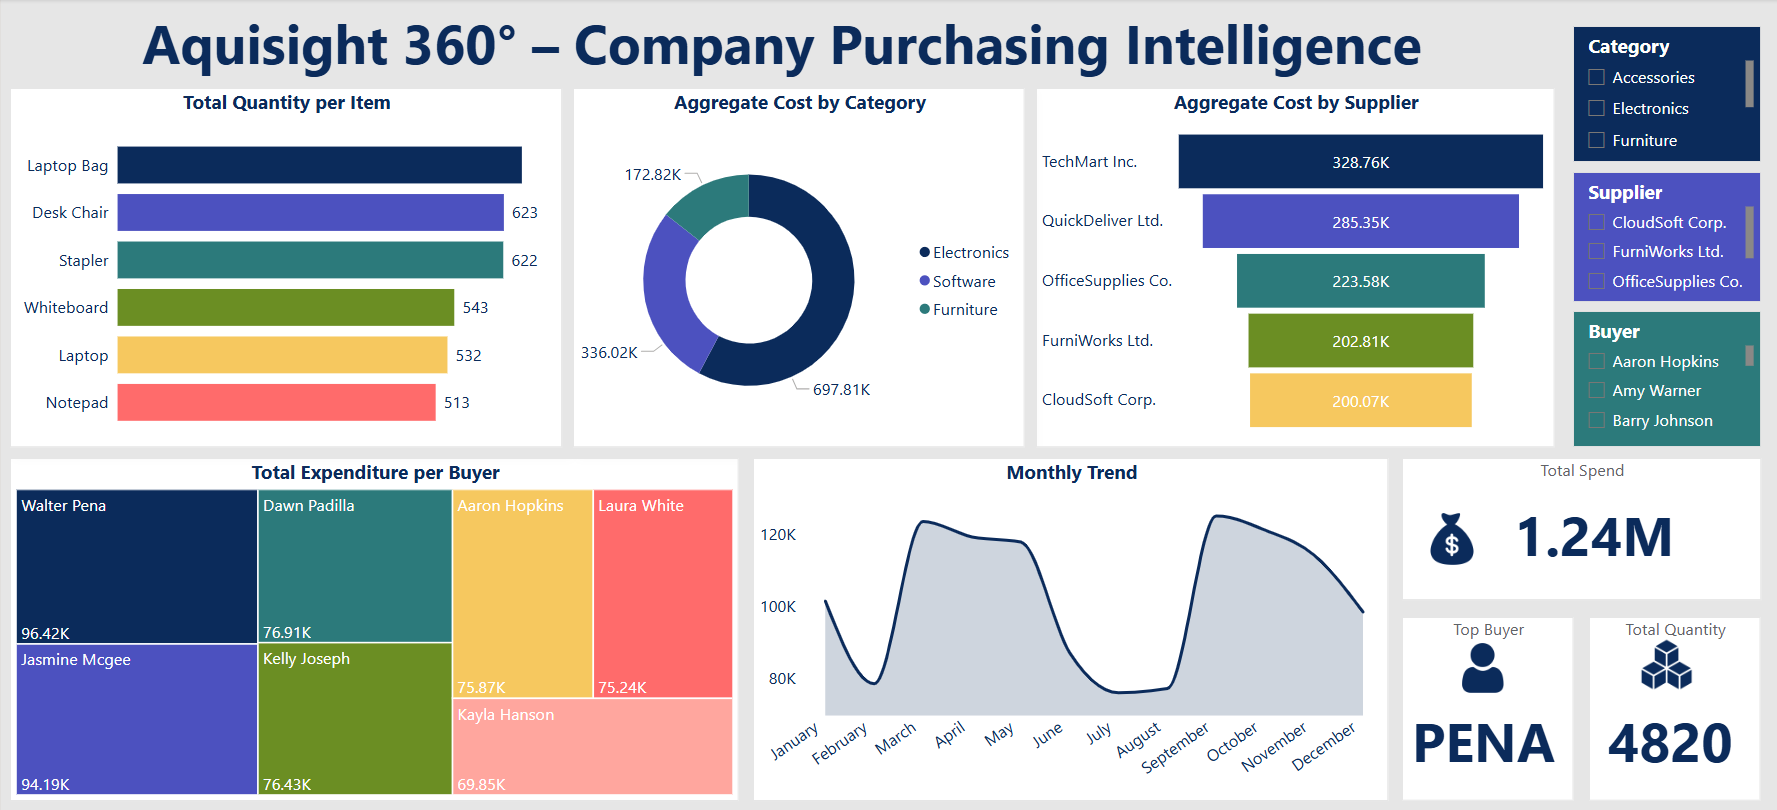 Aquisight 360° – Company Purchasing Intelligence
Total Quantity per Item
Laptop Bag
Desk Chair
623
Stapler
622
Whiteboard
543
Laptop
532
Notepad
513
Aggregate Cost by Category
172.82K
336.02K
697.81K
Electronics
Software
Furniture
Aggregate Cost by Supplier
TechMart Inc.
328.76K
QuickDeliver Ltd.
285.35K
OfficeSupplies Co.
223.58K
FurniWorks Ltd.
202.81K
CloudSoft Corp.
200.07K
Category
Accessories
Electronics
Furniture
Supplier
CloudSoft Corp.
FurniWorks Ltd.
OfficeSupplies Co.
Buyer
Aaron Hopkins
Amy Warner
Barry Johnson
Total Expenditure per Buyer
Walter Pena
96.42K
Jasmine Mcgee
94.19K
Dawn Padilla
76.91K
Kelly Joseph
76.43K
Aaron Hopkins
75.87K
Laura White
75.24K
Kayla Hanson
69.85K
Monthly Trend
120K
100K
80K
January
February
March
April
May
June
July
August
September
October
November
December
Total Spend
1.24M
Top Buyer
PENA
Total Quantity
4820